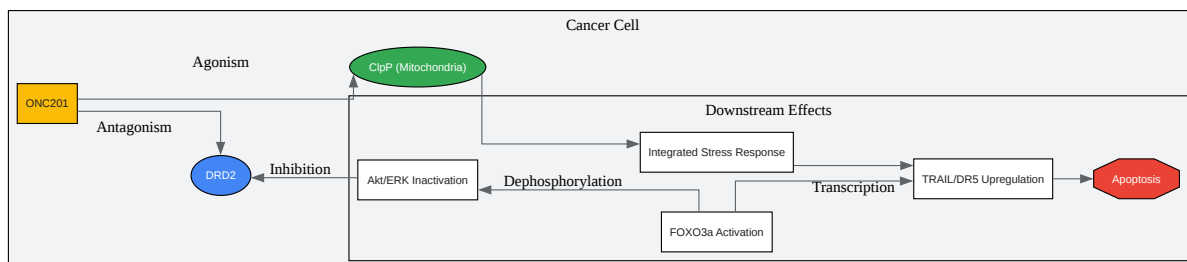 Cancer Cell
Agonism
ClpP (Mitochondria)
ONC201
Antagonism
Downstream Effects
Integrated Stress Response
DRD2
Inhibition
Akt/ERK Inactivation
Dephosphorylation
Transcription
TRAIL/DR5 Upregulation
Apoptosis
FOXO3a Activation